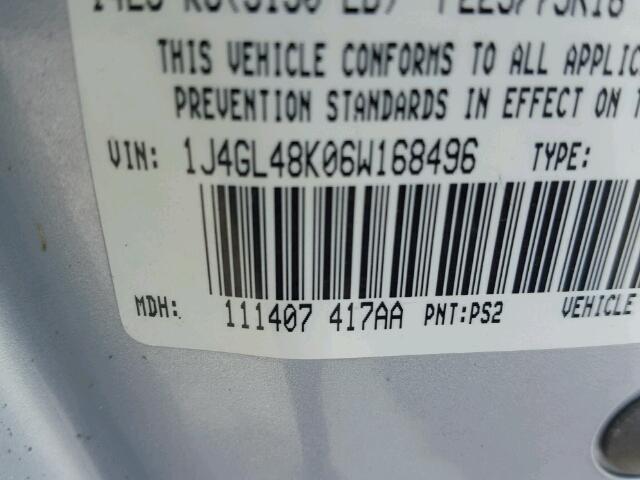 THIS VEHICLE CONFORMS TO ALL APPLIC
PREVENTION STANDARDS IN EFFECT ON T
VIN: 1J4GL48K06W168496 TYPE:
MDH: 111407 417AA PNT:PS2 VEHICLE